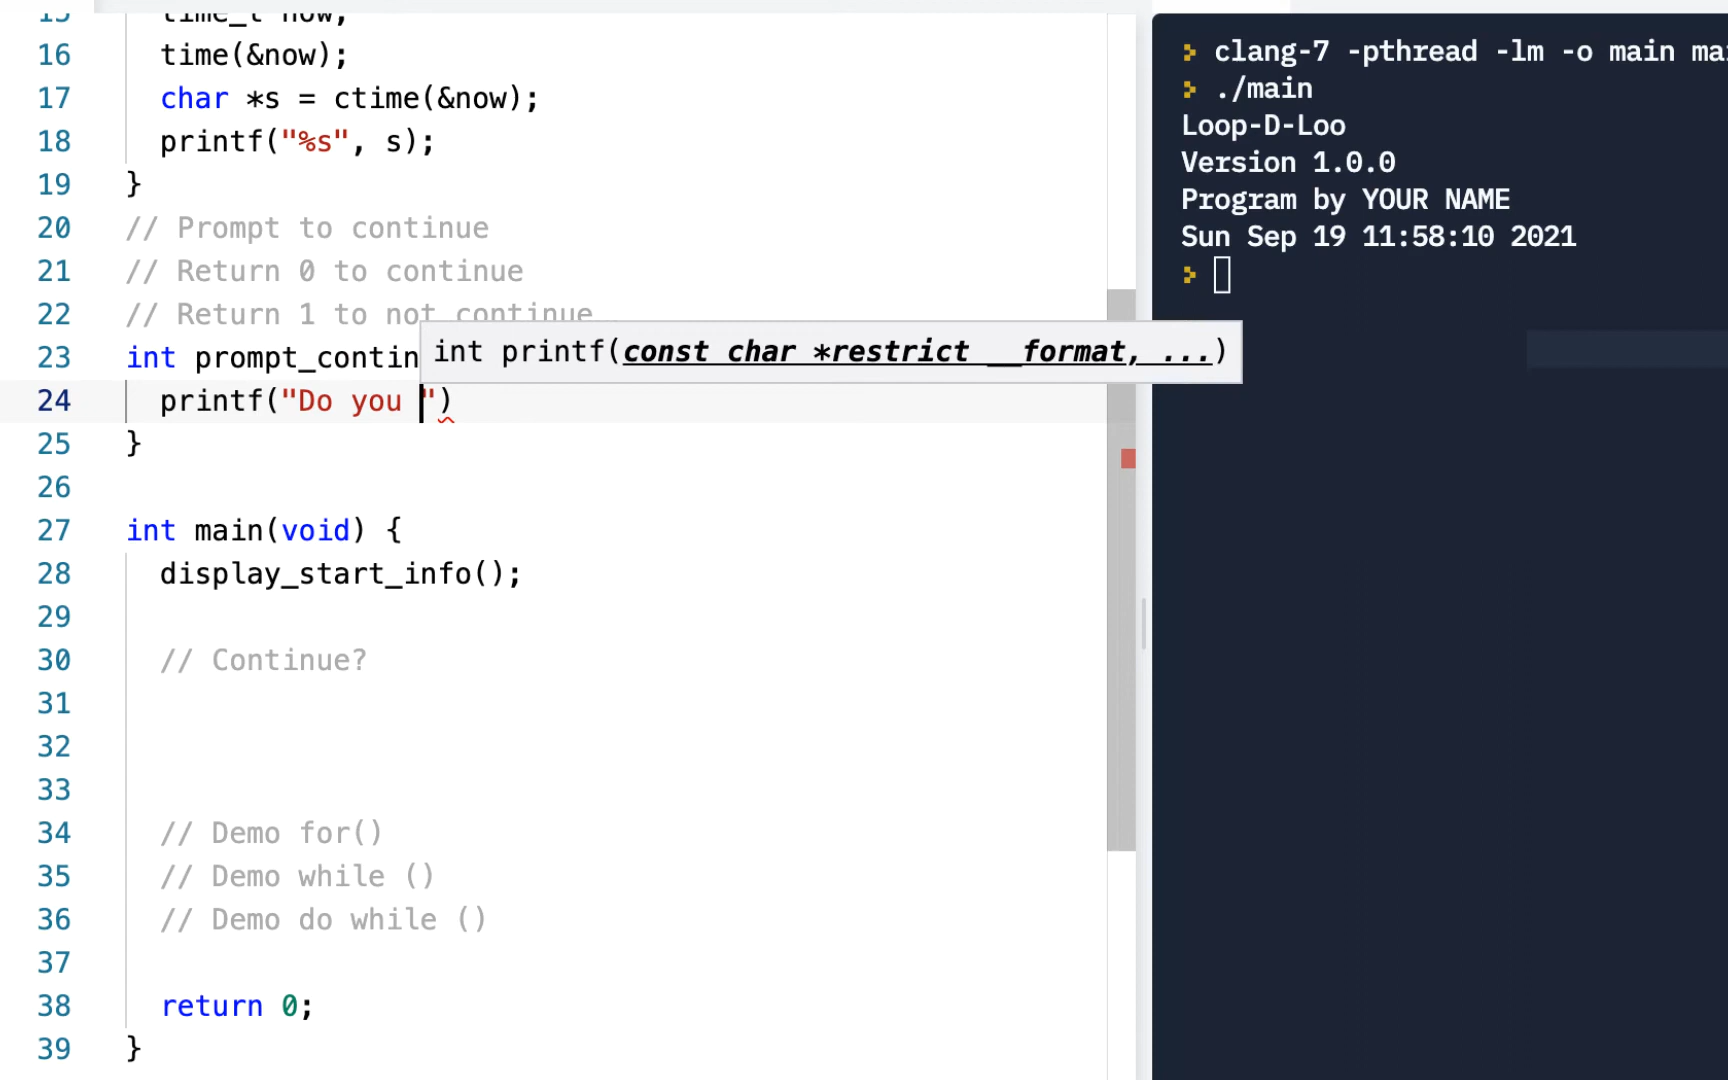 15 time_t now;
16 time(&now);
17 char *s = ctime(&now);
18 printf("%s", s);
19 }
20 // Prompt to continue
21 // Return 0 to continue
22 // Return 1 to not continue
int printf(const char *restrict __format, ...)
23 int prompt_contin
24 printf("Do you ")
25 }
26
27 int main(void) {
28 display_start_info();
29
30 // Continue?
31
32
33
34 // Demo for()
35 // Demo while ()
36 // Demo do while ()
37
38 return 0;
39 }
clang-7 -pthread -lm -o main mai
./main
Loop-D-Loo
Version 1.0.0
Program by YOUR NAME
Sun Sep 19 11:58:10 2021